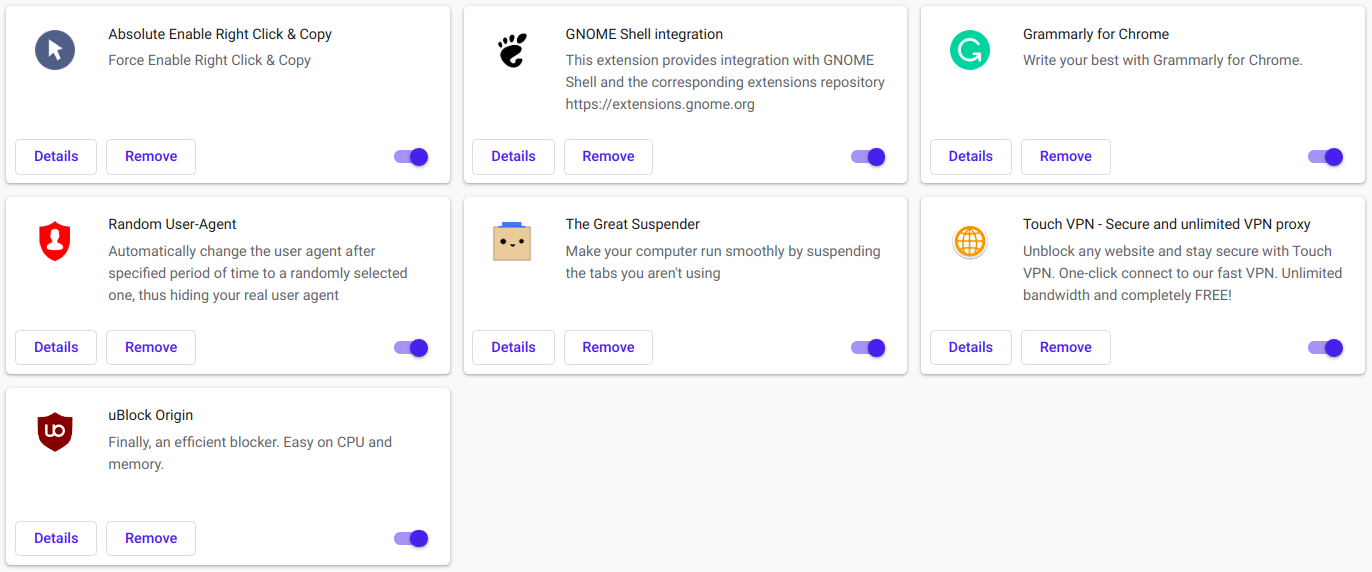 Absolute Enable Right Click & Copy
Force Enable Right Click & Copy
Details
Remove
GNOME Shell integration
This extension provides integration with GNOME
Shell and the corresponding extensions repository
https://extensions.gnome.org
Details
Remove
Grammarly for Chrome
Write your best with Grammarly for Chrome.
Details
Remove
Random User-Agent
Automatically change the user agent after
specified period of time to a randomly selected
one, thus hiding your real user agent
Details
Remove
The Great Suspender
Make your computer run smoothly by suspending
the tabs you aren't using
Details
Remove
Touch VPN - Secure and unlimited VPN proxy
Unblock any website and stay secure with Touch
VPN. One-click connect to our fast VPN. Unlimited
bandwidth and completely FREE!
Details
Remove
uBlock Origin
Finally, an efficient blocker. Easy on CPU and
memory.
Details
Remove